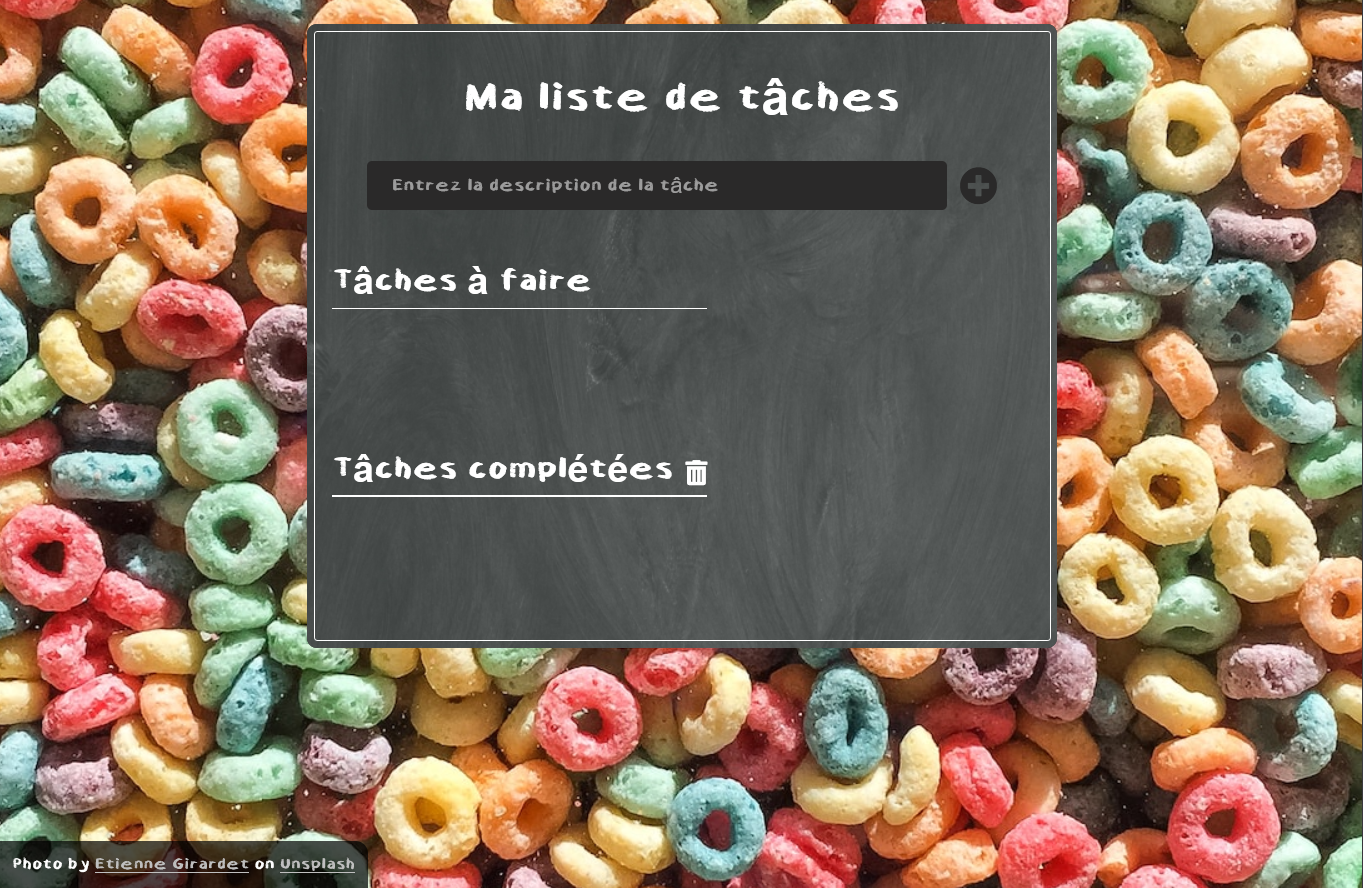 Ma liste de tâches
Entrez la description de la tâche
Tâches à faire
Tâches complétées
Photo by Etienne Girardet on Unsplash